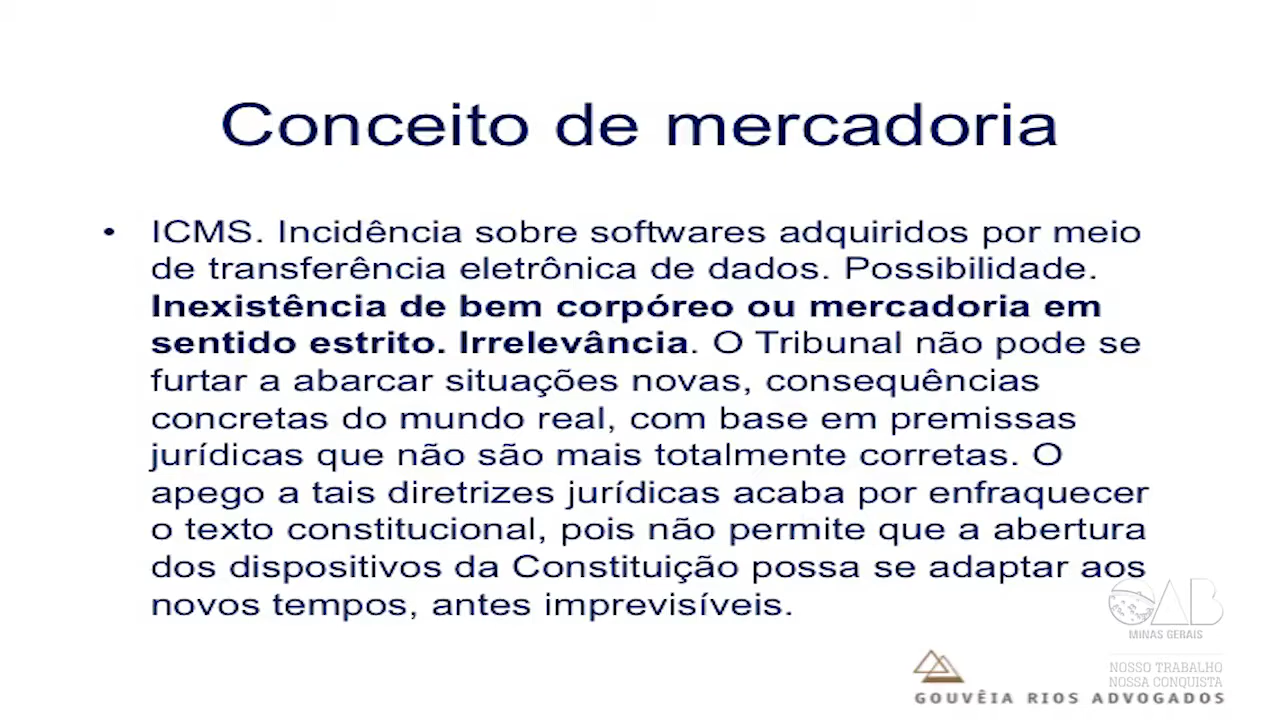 Conceito de mercadoria
• ICMS. Incidência sobre softwares adquiridos por meio
de transferência eletrônica de dados. Possibilidade.
Inexistência de bem corpóreo ou mercadoria em
sentido estrito. Irrelevância. O Tribunal não pode se
furtar a abarcar situações novas, consequências
concretas do mundo real, com base em premissas
jurídicas que não são mais totalmente corretas. O
apego a tais diretrizes jurídicas acaba por enfraquecer
o texto constitucional, pois não permite que a abertura
dos dispositivos da Constituição possa se adaptar aos
novos tempos, antes imprevisíveis.
OAB
MINAS GERAIS
NOSSO TRABALHO
NOSSA CONQUISTA
GOUVÊIA RIOS ADVOGADOS